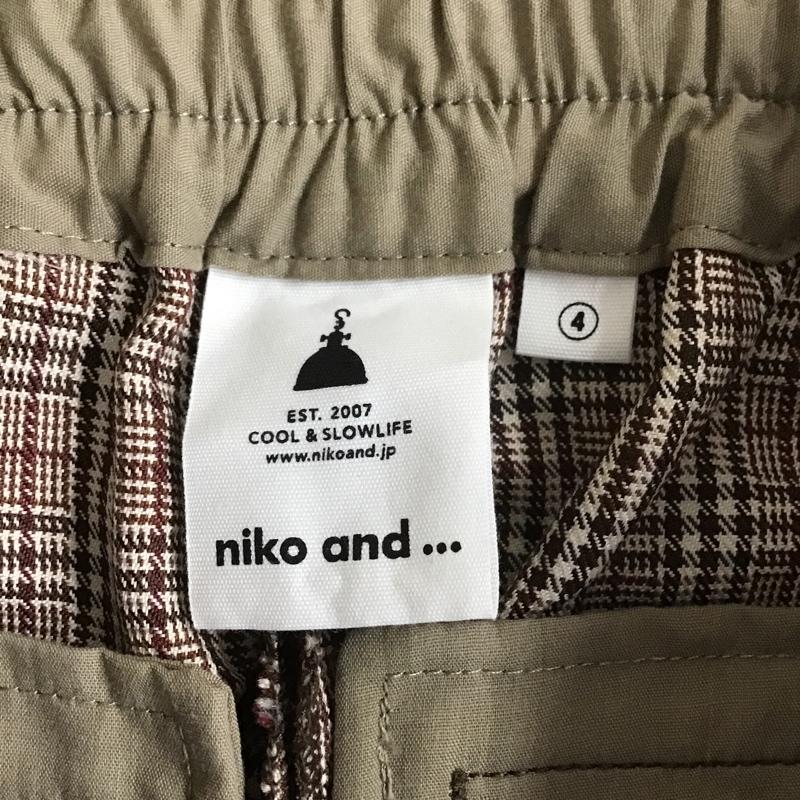 EST. 2007
COOL & SLOWLIFE
www.nikoand.jp
niko and ...
4